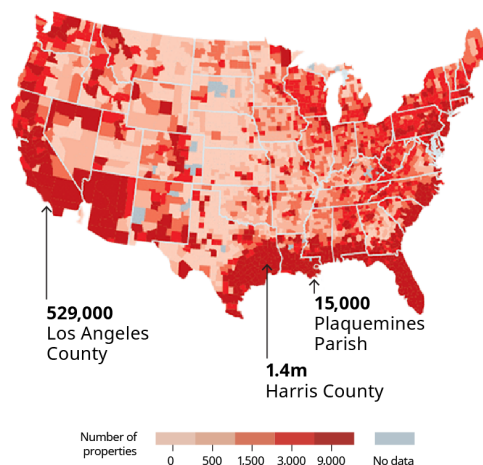 529,000
Los Angeles
County
15,000
Plaquemines
Parish
1.4m
Harris County
Number of
properties
0 500 1.500 3.000 9.000 No data